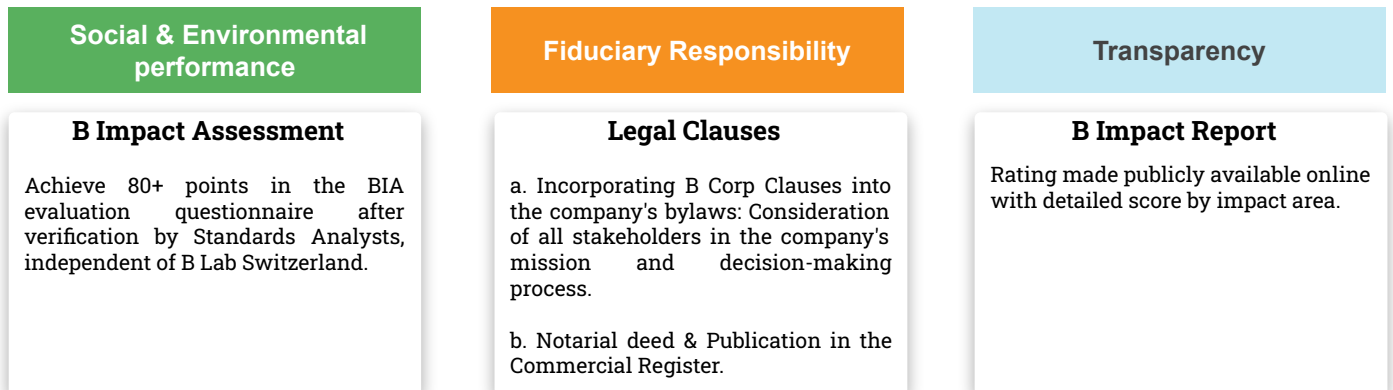 Social & Environmental
performance
B Impact Assessment
Achieve 80+ points in the BIA
evaluation questionnaire after
verification by Standards Analysts,
independent of B Lab Switzerland.
Fiduciary Responsibility
Legal Clauses
a. Incorporating B Corp Clauses into
the company's bylaws: Consideration
of all stakeholders in the company's
mission and decision-making
process.
b. Notarial deed & Publication in the
Commercial Register.
Transparency
B Impact Report
Rating made publicly available online
with detailed score by impact area.